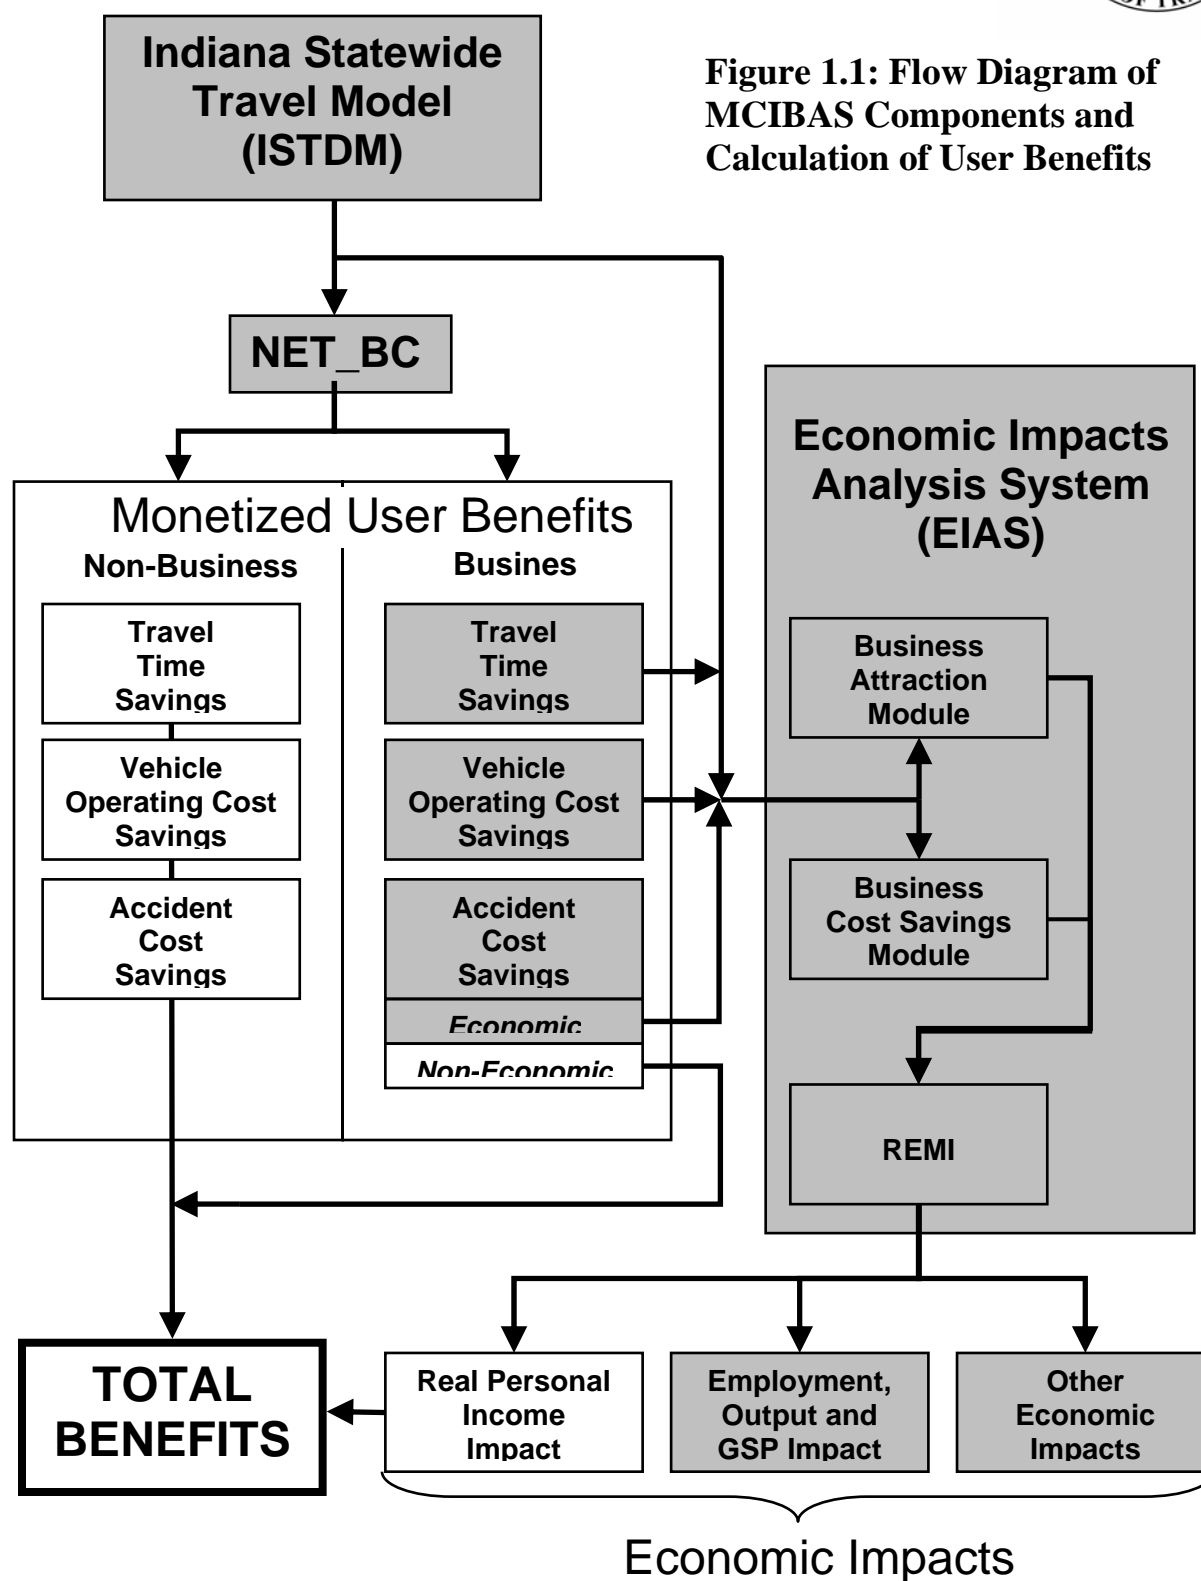 OF TRA
Indiana Statewide
Travel Model
(ISTDM)
Figure 1.1: Flow Diagram of
MCIBAS Components and
Calculation of User Benefits
NET_BC
Monetized User Benefits
Non-Business
Busines
Travel
Time
Savings
Vehicle
Operating Cost
Savings
Accident
Cost
Savings
Travel
Time
Savings
Vehicle
Operating Cost
Savings
Accident
Cost
Savings
Economic
Non-Economic
Economic Impacts
Analysis System
(EIAS)
Business
Attraction
Module
Business
Cost Savings
Module
REMI
TOTAL
BENEFITS
Real Personal
Income
Impact
Employment,
Output and
GSP Impact
Other
Economic
Impacts
Economic Impacts